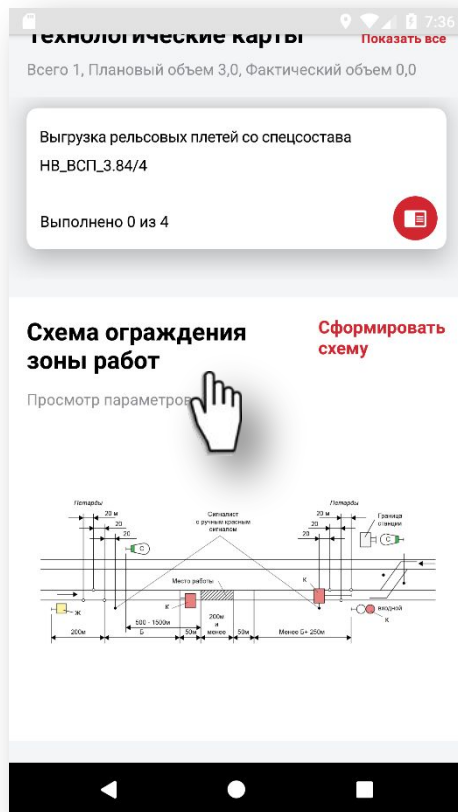 7:36
Технологические карты
Показать все
Всего 1, Плановый объем 3,0, Фактический объем 0,0
Выгрузка рельсовых плетей со спецсостава
НВ_ВСП_3.84/4
Выполнено 0 из 4
Схема ограждения
зоны работ
Сформировать
схему
Просмотр параметров
Петарды
20 м
20
20
С
Сигналист
с ручным красным
сигналом
Петарды
20 м
20
20
Граница
станции
С
Место работы
К
К
Ж
входной
К
500 - 1500м
200м
и
менее
200м
Б
50м
50м
Менее Б+ 250м